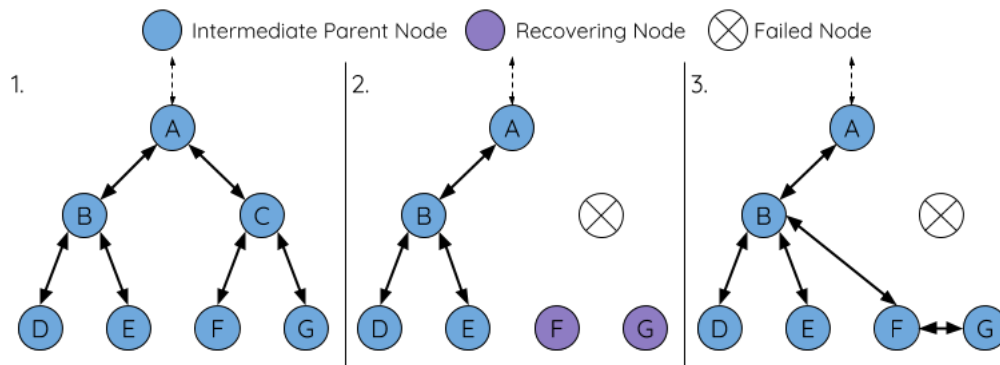 Intermediate Parent Node Recovering Node Failed Node
1. 2. 3.
A A A
B C B B
D E F G D E F G D E F G